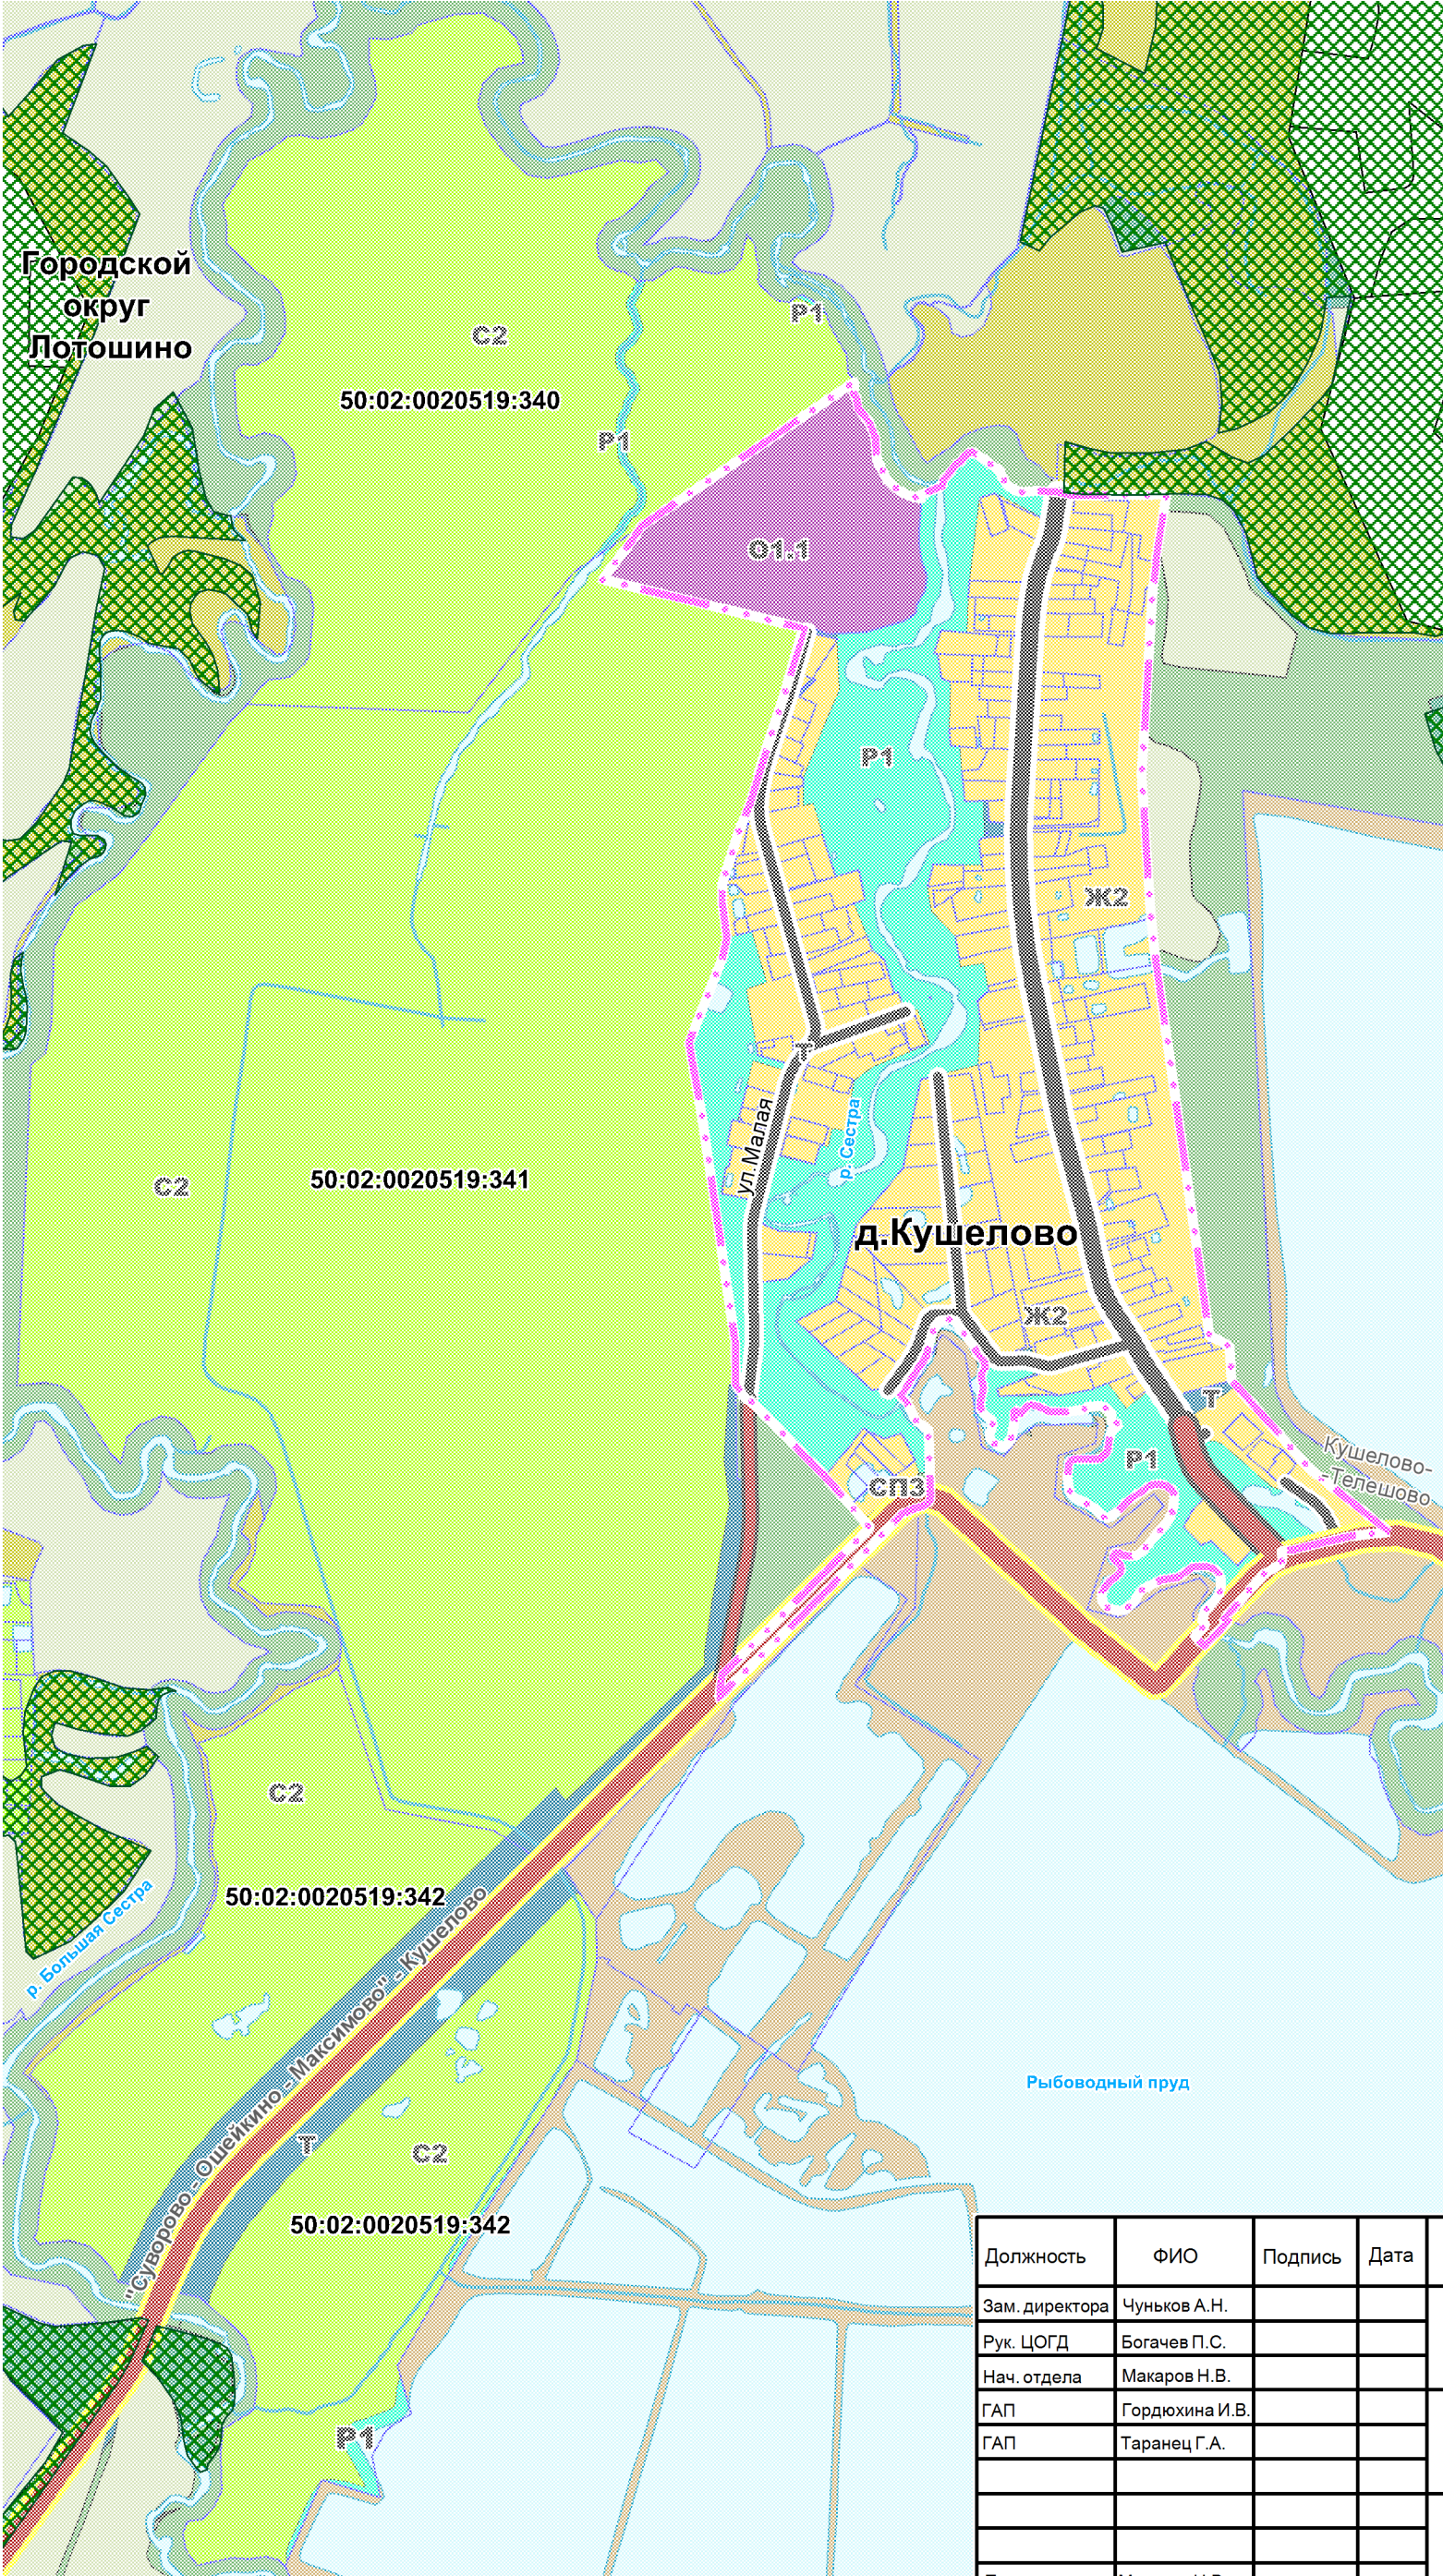 Городской
округ
Лотошино
С2
50:02:0020519:340
Р1
Р1
О1.1
Р1
Ж2
Т
ул.Малая
р. Сестра
С2
50:02:0020519:341
д.Кушелово
Ж2
Т
Р1
Кушелово-
-Телешово
СП3
С2
50:02:0020519:342
р. Большая Сестра
"Суворово - Ошейкино - Максимово" - Кушелово
Т
С2
50:02:0020519:342
Рыбоводный пруд
Р1
Должность ФИО Подпись Дата
Зам. директора Чуньков А.Н.
Рук. ЦОГД Богачев П.С.
Нач. отдела Макаров Н.В.
ГАП Гордюхина И.В.
ГАП Таранец Г.А.